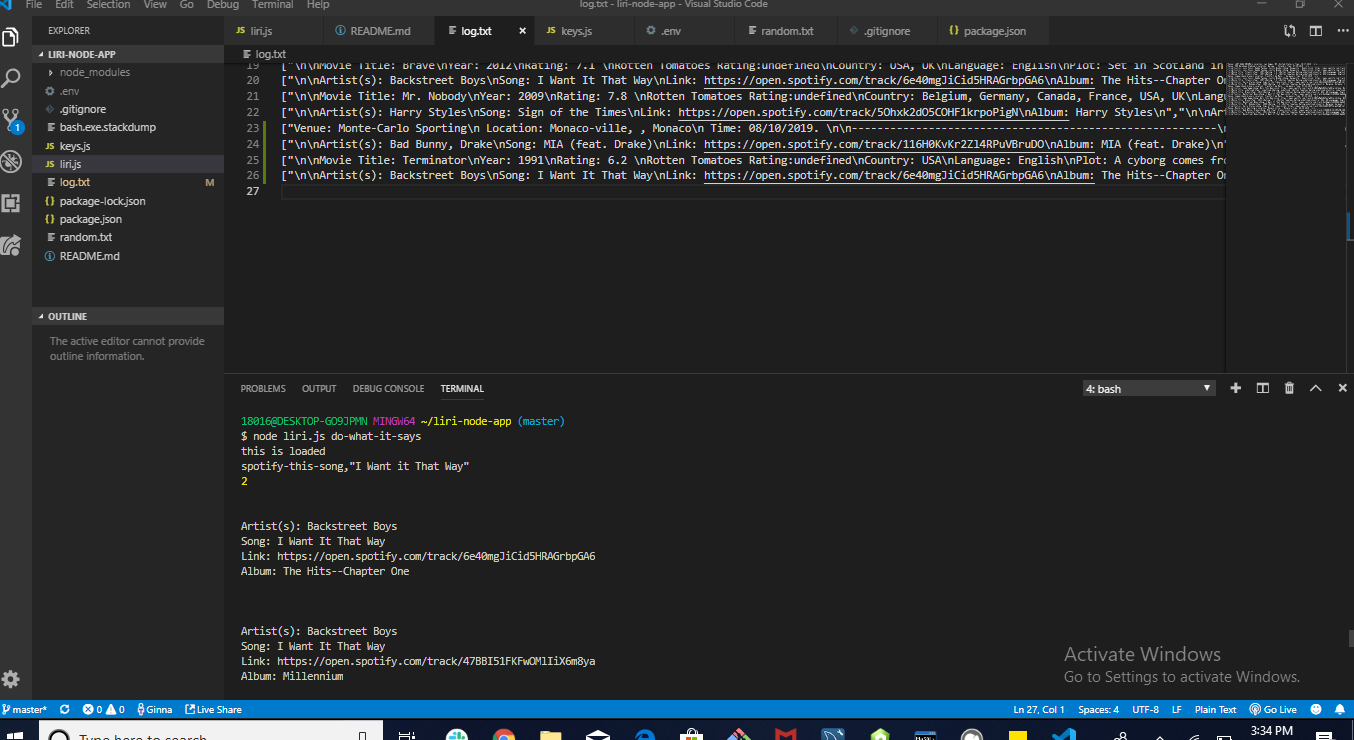 File Edit Selection View Go Debug Terminal Help
log.txt - liri-node-app - Visual Studio Code
EXPLORER
JS liri.js
README.md
log.txt ×
JS keys.js
.env
random.txt
.gitignore
{} package.json
LIRI-NODE-APP
node_modules
.env
.gitignore
bash.exe.stackdump
JS keys.js
JS liri.js
log.txt M
{} package-lock.json
{} package.json
random.txt
README.md
1
OUTLINE
The active editor cannot provide
outline information.
log.txt
19 ["\n\nMovie Title: Brave\nYear: 2012\nRating: 7.1 \nRotten Tomatoes Rating:undefined\nCountry: USA, UK\nLanguage: English\nPlot: Set in Scotland in
20 ["\n\nArtist(s): Backstreet Boys\nSong: I Want It That Way\nLink: https://open.spotify.com/track/6e40mgJiCid5HRAGrbpGA6\nAlbum: The Hits--Chapter On
21 ["\n\nMovie Title: Mr. Nobody\nYear: 2009\nRating: 7.8 \nRotten Tomatoes Rating:undefined\nCountry: Belgium, Germany, Canada, France, USA, UK\nLangu
22 ["\n\nArtist(s): Harry Styles\nSong: Sign of the Times\nLink: https://open.spotify.com/track/5Ohxk2dO5COHF1krpoPigN\nAlbum: Harry Styles\n","\n\nAr
23 ["Venue: Monte-Carlo Sporting\n Location: Monaco-ville, , Monaco\n Time: 08/10/2019. \n\n------------------------------------------------------------\n
24 ["\n\nArtist(s): Bad Bunny, Drake\nSong: MIA (feat. Drake)\nLink: https://open.spotify.com/track/116H0KvKr2Zl4RPuVBruDO\nAlbum: MIA (feat. Drake)\n"
25 ["\n\nMovie Title: Terminator\nYear: 1991\nRating: 6.2 \nRotten Tomatoes Rating:undefined\nCountry: USA\nLanguage: English\nPlot: A cyborg comes fro
26 ["\n\nArtist(s): Backstreet Boys\nSong: I Want It That Way\nLink: https://open.spotify.com/track/6e40mgJiCid5HRAGrbpGA6\nAlbum: The Hits--Chapter On
27
PROBLEMS OUTPUT DEBUG CONSOLE TERMINAL
4: bash
18016@DESKTOP-GO9JPMN MINGW64 ~/liri-node-app (master)
$ node liri.js do-what-it-says
this is loaded
spotify-this-song,"I Want it That Way"
2
Artist(s): Backstreet Boys
Song: I Want It That Way
Link: https://open.spotify.com/track/6e40mgJiCid5HRAGrbpGA6
Album: The Hits--Chapter One
Artist(s): Backstreet Boys
Song: I Want It That Way
Link: https://open.spotify.com/track/47BBI51FKFwOMlIiX6m8ya
Album: Millennium
Activate Windows
Go to Settings to activate Windows.
master* 0 0 Ginna Live Share
Ln 27, Col 1 Spaces: 4 UTF-8 LF Plain Text Go Live
Type here to search
3:34 PM